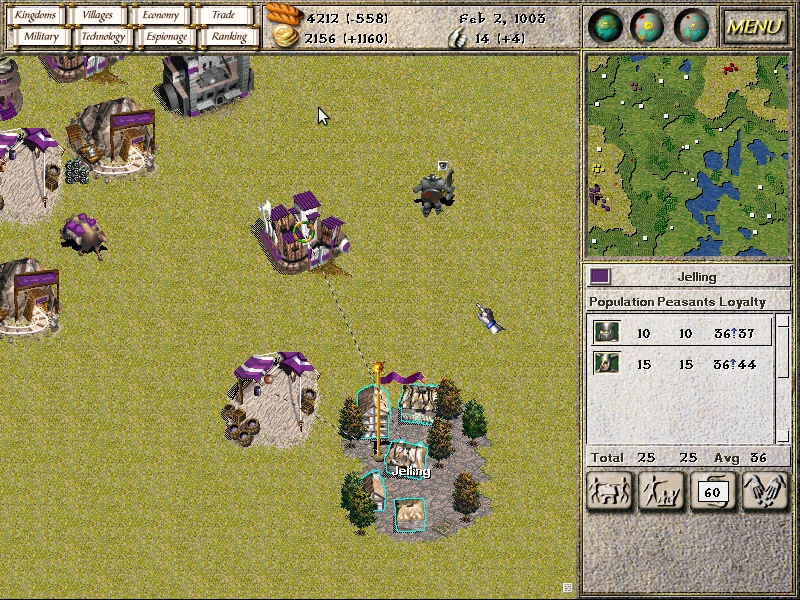 Kingdoms Villages Economy Trade
Military Technology Espionage Ranking
4212 (-558) Feb 2, 1003
2156 (+1160) 14 (+4)
MENU
Jelling
Population Peasants Loyalty
10 10 36↑37
15 15 36↑44
Total 25 25 Avg 36
60
Jelling